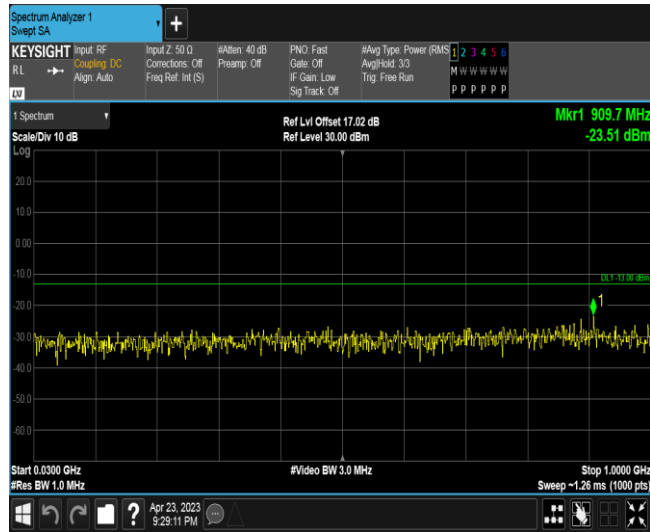 Spectrum Analyzer 1
Swept SA
+
KEYSIGHT Input: RF Input Z: 50 Ω #Atten: 40 dB PNO: Fast #Avg Type: Power (RMS 1 2 3 4 5 6
RL Coupling: DC Corrections: Off Preamp: Off Gate: Off Avg|Hold: 3/3 M W W W W W
Align: Auto Freq Ref: Int (S) IF Gain: Low Trig: Free Run
LXI Sig Track: Off P P P P P P
1 Spectrum Ref Lvl Offset 17.02 dB Mkr1 909.7 MHz
Scale/Div 10 dB Ref Level 30.00 dBm -23.51 dBm
Log
20.0
10.0
0.00
-10.0
DL1 -13.00 dBm
-20.0
1
-30.0
-40.0
-50.0
-60.0
Start 0.0300 GHz #Video BW 3.0 MHz Stop 1.0000 GHz
#Res BW 1.0 MHz Sweep ~1.26 ms (1000 pts)
? Apr 23, 2023
9:29:11 PM